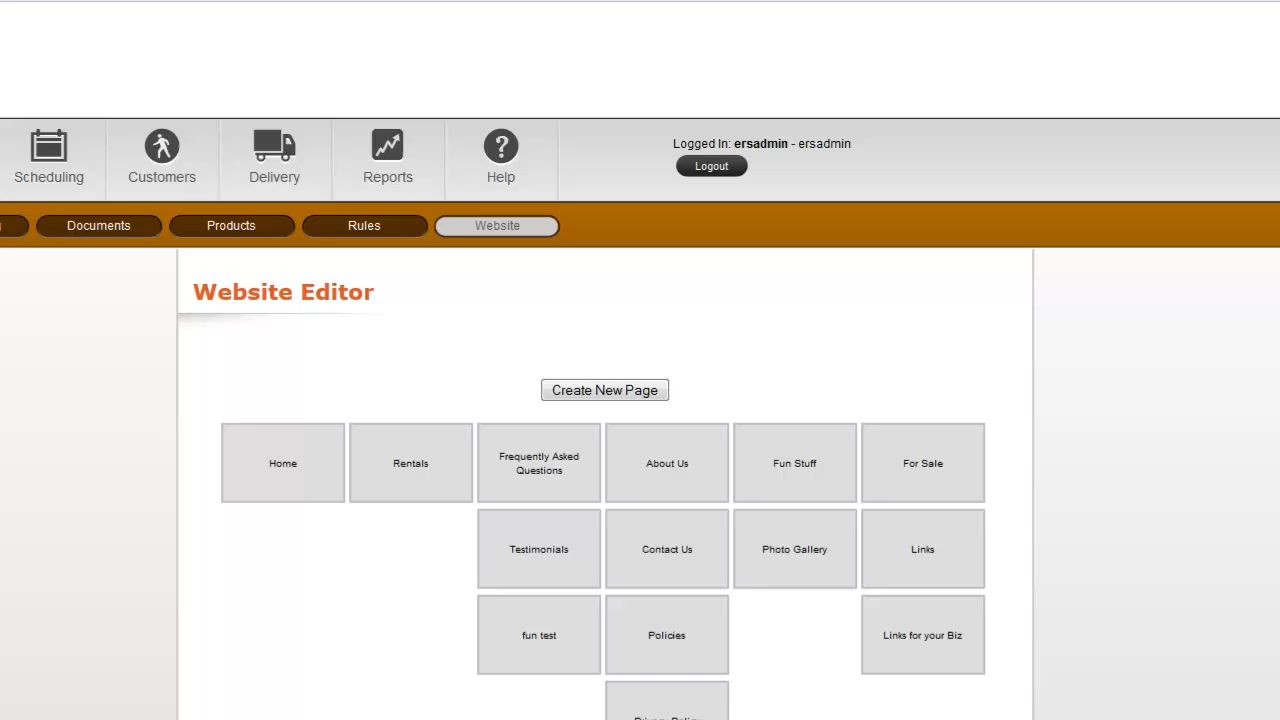 Scheduling
Customers
Delivery
Reports
Help
Logged In: ersadmin - ersadmin
Logout
Documents
Products
Rules
Website
Website Editor
Create New Page
Home
Rentals
Frequently Asked
Questions
About Us
Fun Stuff
For Sale
Testimonials
Contact Us
Photo Gallery
Links
fun test
Policies
Links for your Biz
Privacy Policy